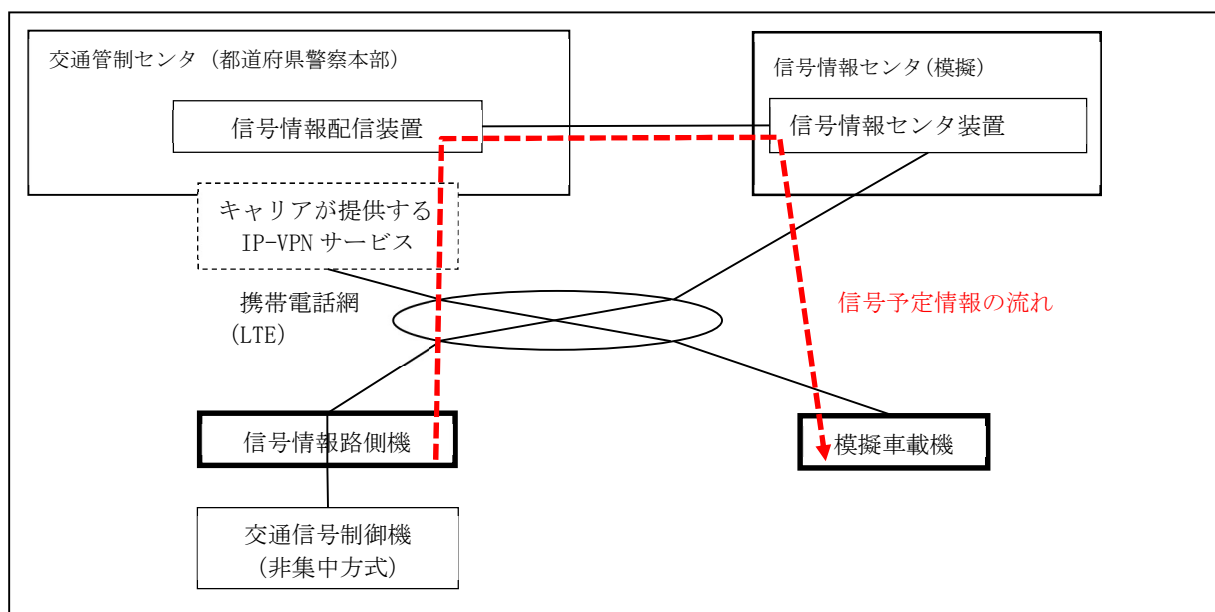 交通管制センタ (都道府県警察本部)
信号情報センタ(模擬)
信号情報配信装置
信号情報センタ装置
キャリアが提供する
IP-VPN サービス
携帯電話網
(LTE)
信号予定情報の流れ
信号情報路側機
模擬車載機
交通信号制御機
(非集中方式)